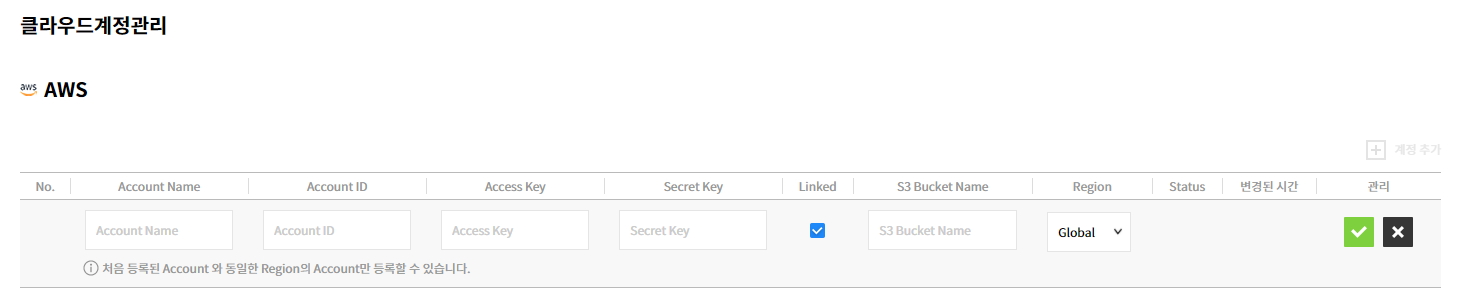 클라우드계정관리
aws AWS
계정 추가
No. Account Name Account ID Access Key Secret Key Linked S3 Bucket Name Region Status 변경된 시간 관리
Account Name Account ID Access Key Secret Key S3 Bucket Name Global
처음 등록된 Account 와 동일한 Region의 Account만 등록할 수 있습니다.